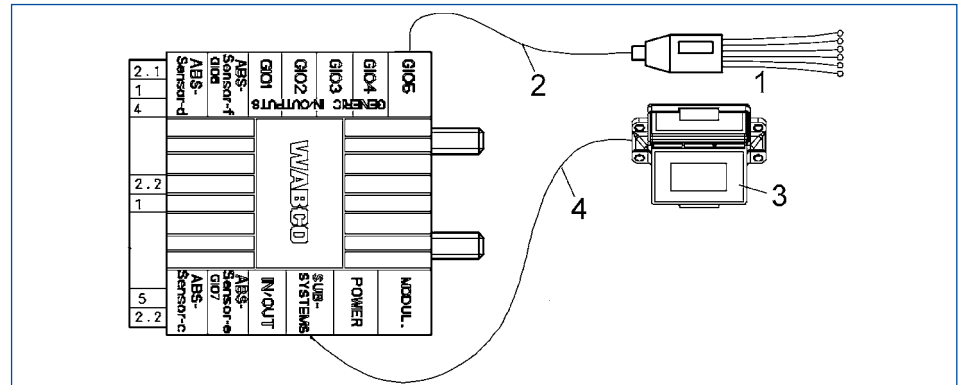 2.1
1
4
2.2
1
5
2.2
ABS-
Sensor-d
ABS-
Sensor-f
GIO6
GIO1
GIO2
GIO3
GIO4
GIO5
GENERIC IN/OUTPUTS
WABCO
ABS-
Sensor-c
ABS-
Sensor-e
GIO7
IN/OUT
SUB-
SYSTEMS
POWER
MODUL.
2
1
4
3